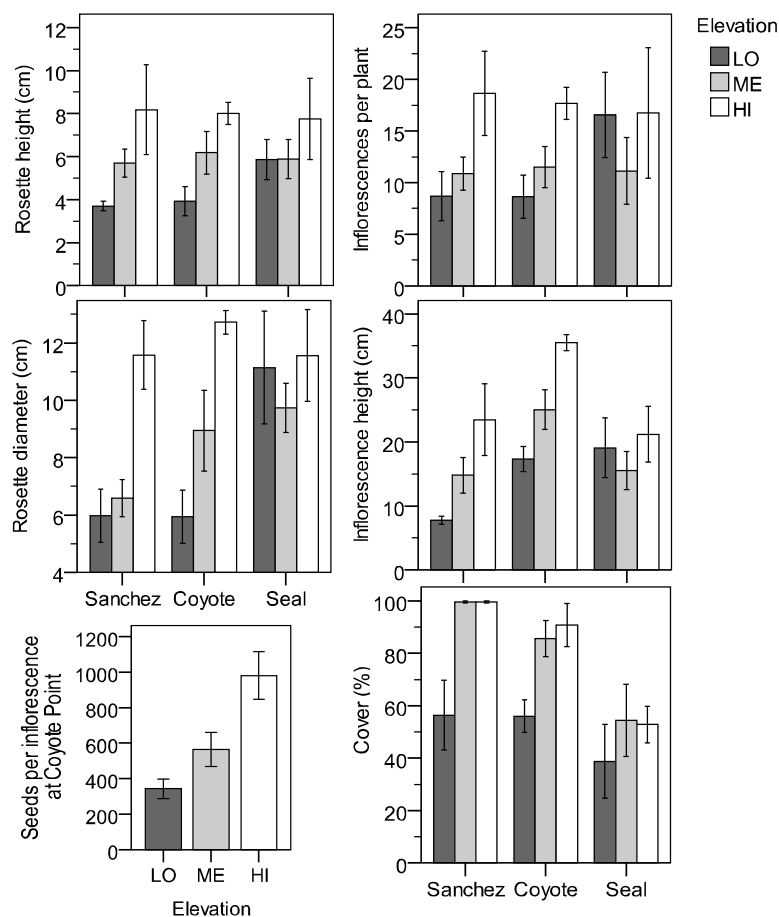 Rosette height (cm)
12
10
8
6
4
2
0
Inflorescences per plant
25
20
15
10
5
0
Elevation
LO
ME
HI
Rosette diameter (cm)
12
10
8
6
4
Sanchez Coyote Seal
Inflorescence height (cm)
40
30
20
10
0
Seeds per inflorescence
at Coyote Point
1200
1000
800
600
400
200
0
LO ME HI
Elevation
Cover (%)
100
80
60
40
20
0
Sanchez Coyote Seal